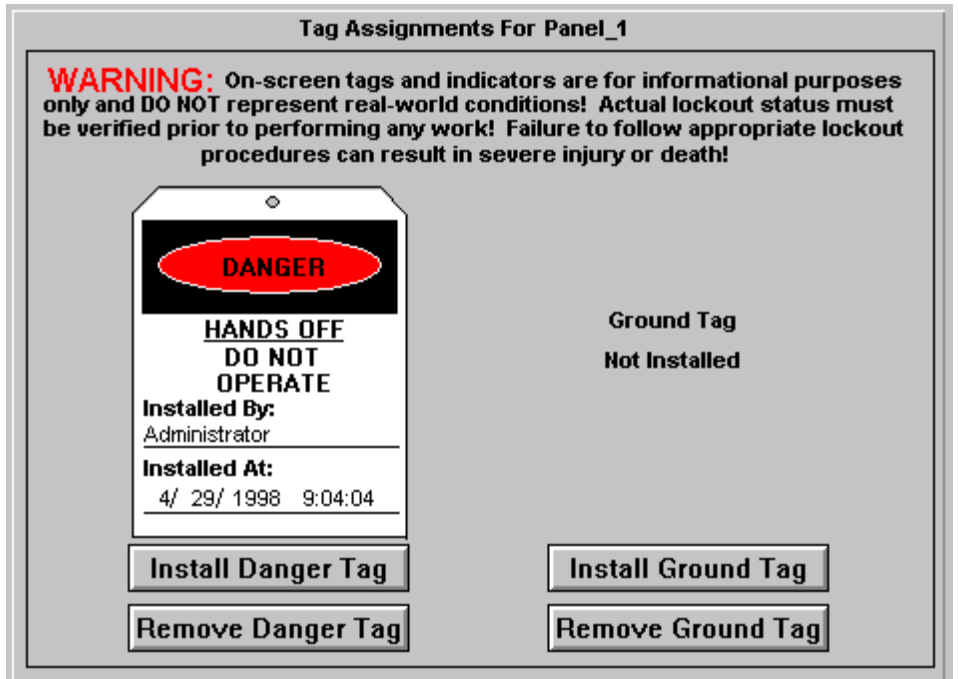 Tag Assignments For Panel_1
WARNING: On-screen tags and indicators are for informational purposes
only and DO NOT represent real-world conditions! Actual lockout status must
be verified prior to performing any work! Failure to follow appropriate lockout
procedures can result in severe injury or death!
DANGER
HANDS OFF
DO NOT
OPERATE
Installed By:
Administrator
Installed At:
4/ 29/ 1998 9:04:04
Ground Tag
Not Installed
Install Danger Tag
Install Ground Tag
Remove Danger Tag
Remove Ground Tag